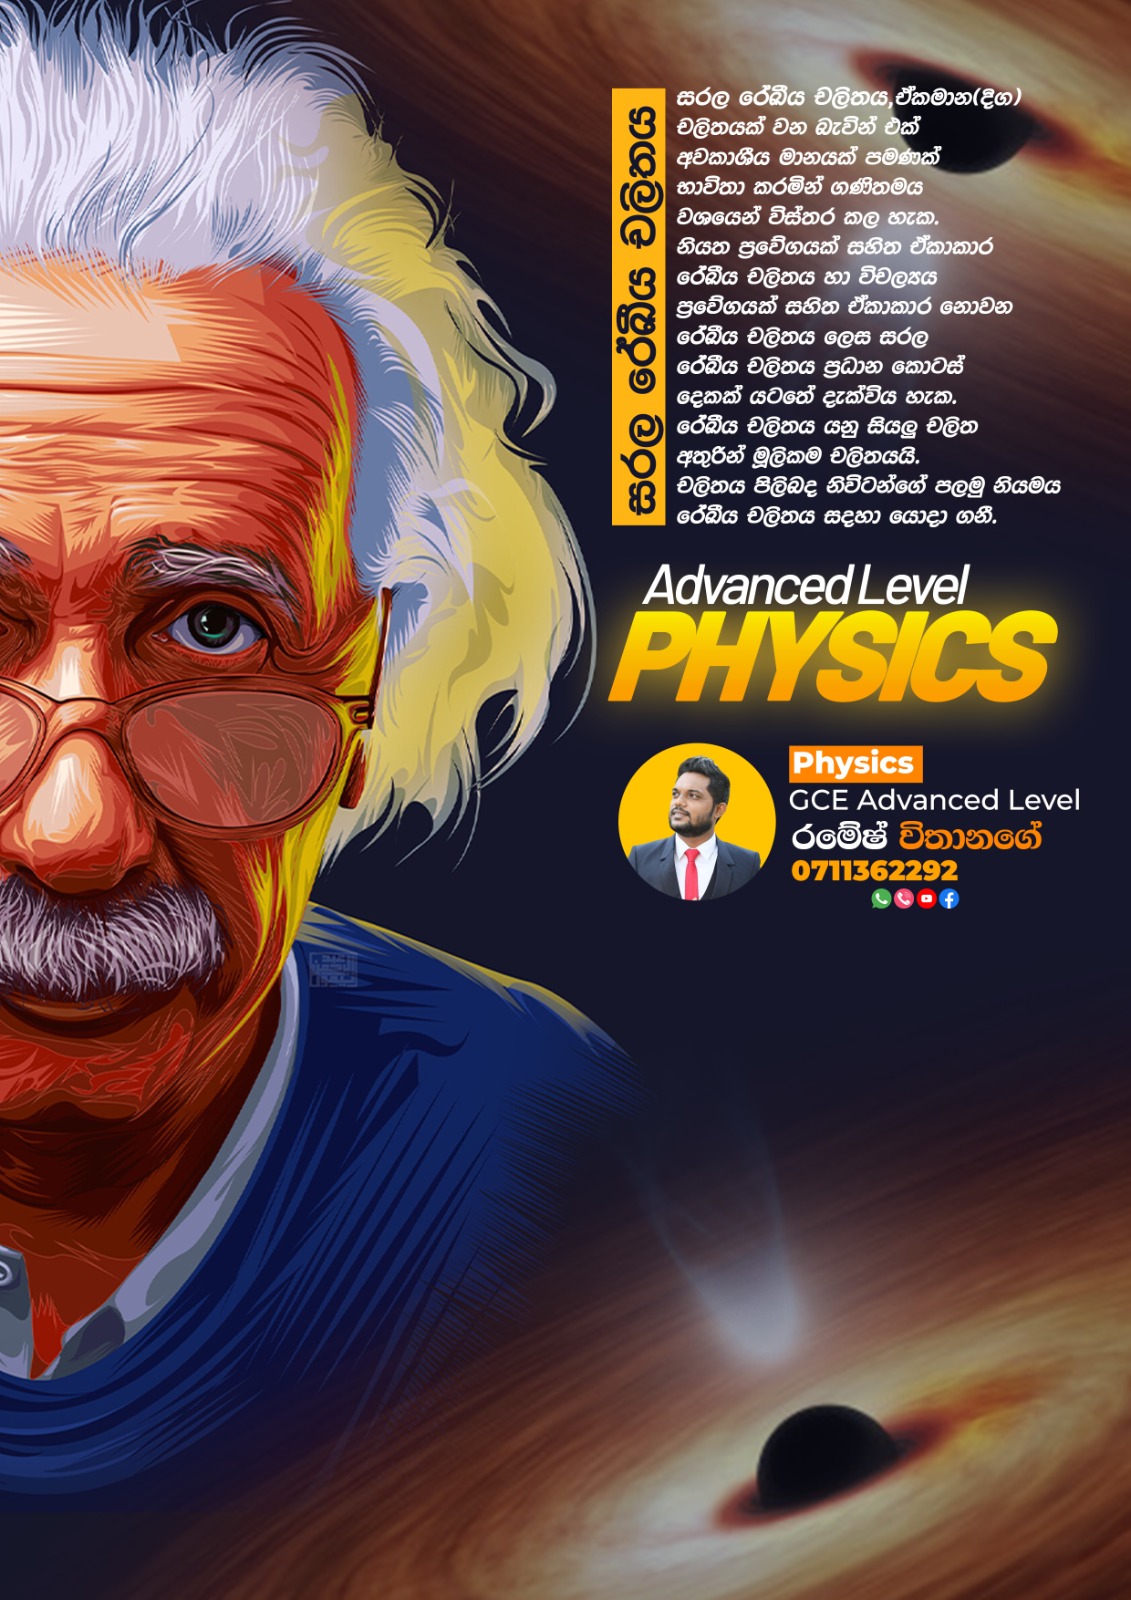 සරල රේඛීය චලිතය
සරල රේඛීය චලිතය,ඒකමාන(දිග)
චලිතයක් වන බැවින් එක්
අවකාශීය මානයක් පමණක්
භාවිතා කරමින් ගණිතමය
වශයෙන් විස්තර කල හැක.
නියත ප්‍රවේගයක් සහිත ඒකාකාර
රේඛීය චලිතය හා විචල්‍යය
ප්‍රවේගයක් සහිත ඒකාකාර නොවන
රේඛීය චලිතය ලෙස සරල
රේඛීය චලිතය ප්‍රධාන කොටස්
දෙකක් යටතේ දැක්විය හැක.
රේඛීය චලිතය යනු සියලු චලිත
අතුරින් මූලිකම චලිතයයි.
චලිතය පිලිබද නිව්ටන්ගේ පලමු නියමය
රේඛීය චලිතය සදහා යොදා ගනී.
Advanced Level
PHYSICS
Physics
GCE Advanced Level
රමේෂ් විතානගේ
0711362292